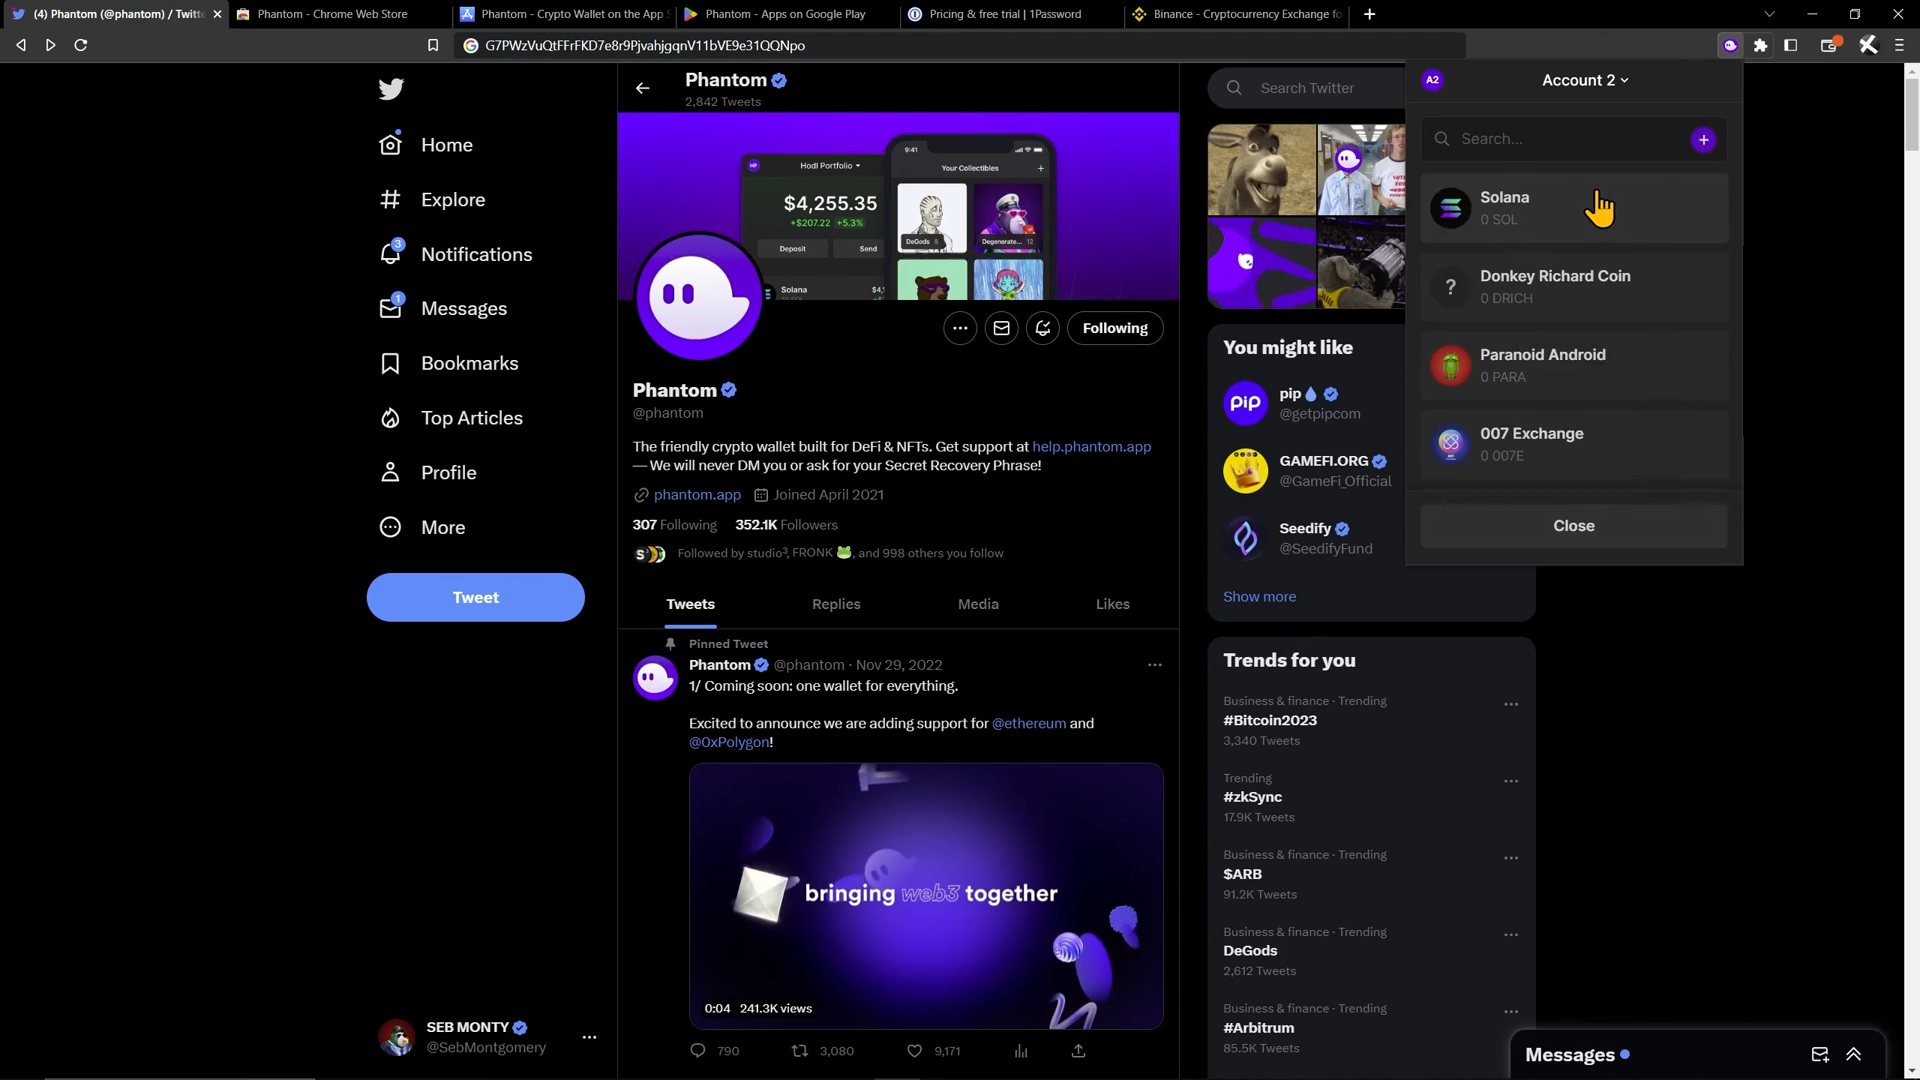 (4) Phantom (@phantom) / Twitte
Phantom - Chrome Web Store
Phantom - Crypto Wallet on the App S
Phantom - Apps on Google Play
Pricing & free trial | 1Password
Binance - Cryptocurrency Exchange fo
G7PWzVuQtFFrFKD7e8r9PjvahjgqnV11bVE9e31QQNpo
Home
Explore
3
Notifications
1
Messages
Bookmarks
Top Articles
Profile
More
Tweet
SEB MONTY
@SebMontgomery
Phantom
2,842 Tweets
HP
Hodl Portfolio
$4,255.35
+$207.22 +5.3%
Deposit
Send
Solana
9:41
Your Collectibles
DeGods 8
Degenerate... 12
Following
Phantom
@phantom
The friendly crypto wallet built for DeFi & NFTs. Get support at help.phantom.app
—We will never DM you or ask for your Secret Recovery Phrase!
phantom.app Joined April 2021
307 Following 352.1K Followers
Followed by studio³, FRONK 🐸, and 998 others you follow
Tweets
Replies
Media
Likes
Pinned Tweet
Phantom @phantom · Nov 29, 2022
1/ Coming soon: one wallet for everything.
Excited to announce we are adding support for @ethereum and
@0xPolygon!
bringing web3 together
0:04 241.3K views
790
3,080
9,171
Search Twitter
You might like
pip
pip
@getpipcom
GAMEFI.ORG
@GameFi_Official
Seedify
@SeedifyFund
Show more
Trends for you
Business & finance · Trending
#Bitcoin2023
3,340 Tweets
Trending
#zkSync
17.9K Tweets
Business & finance · Trending
$ARB
91.2K Tweets
Business & finance · Trending
DeGods
2,612 Tweets
Business & finance · Trending
#Arbitrum
85.5K Tweets
A2
Account 2
Search...
Solana
0 SOL
?
Donkey Richard Coin
0 DRICH
Paranoid Android
0 PARA
007 Exchange
0 007E
Close
Messages